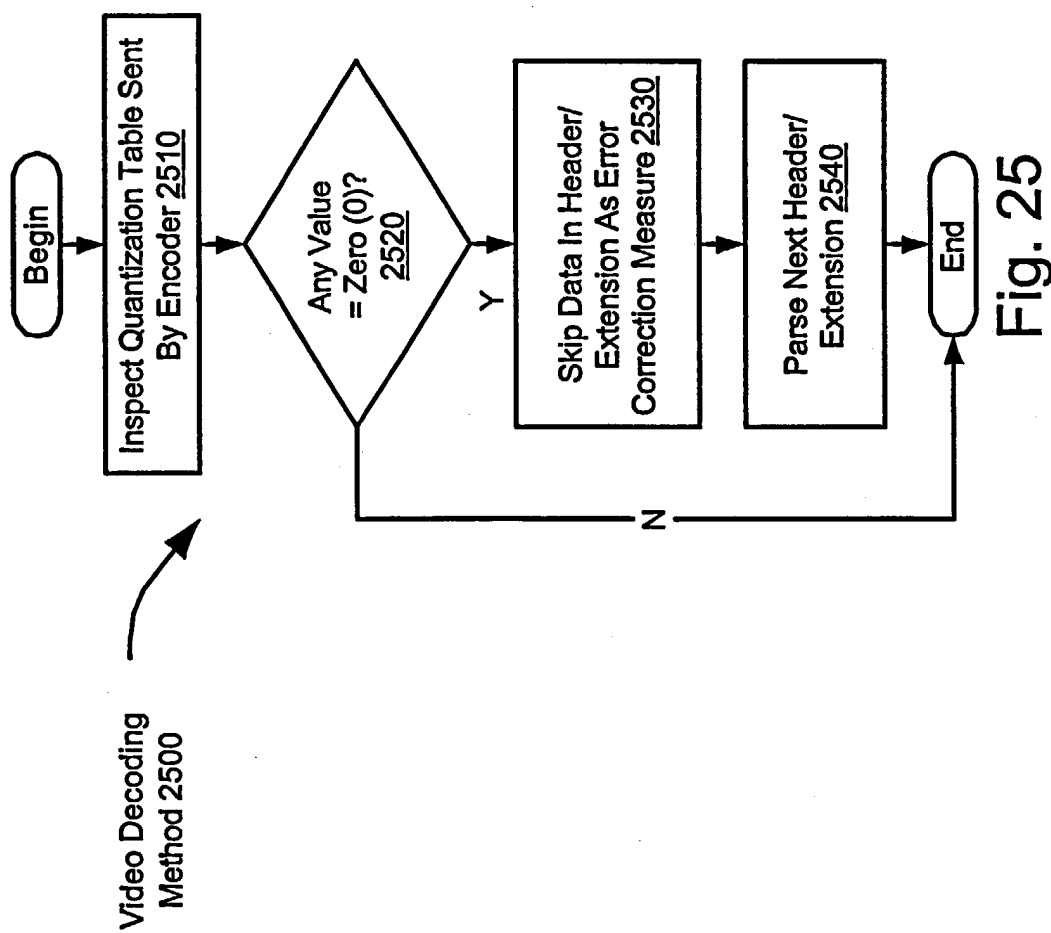 Video Decoding
Method 2500
Begin
Inspect Quantization Table Sent
By Encoder 2510
Any Value
= Zero (0)?
2520
Y
N
Skip Data In Header/
Extension As Error
Correction Measure 2530
Parse Next Header/
Extension 2540
End
Fig. 25